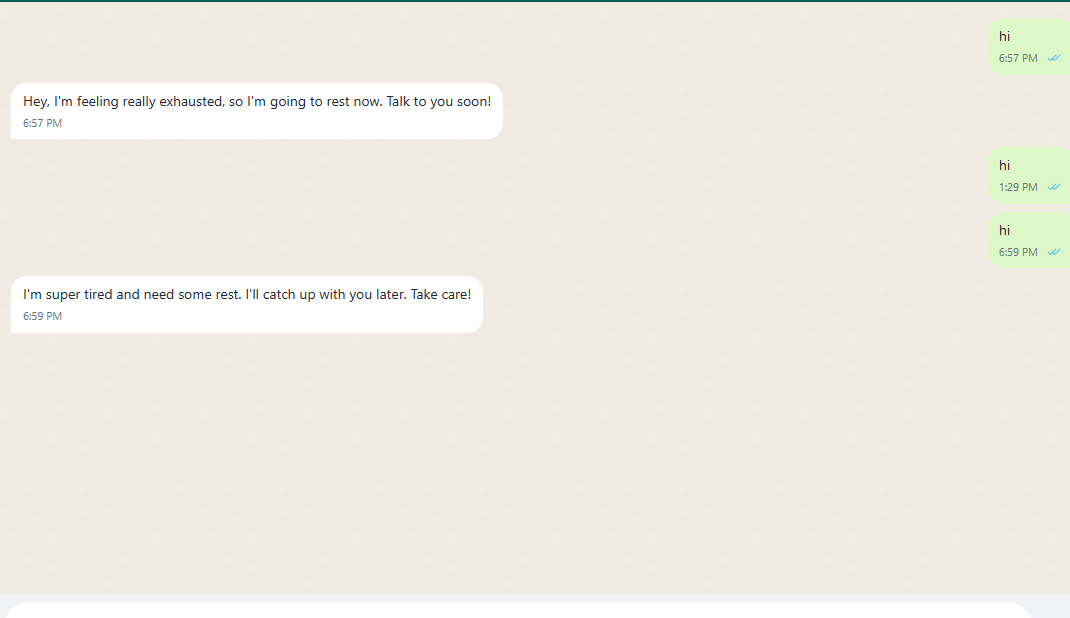 hi
6:57 PM
Hey, I'm feeling really exhausted, so I'm going to rest now. Talk to you soon!
6:57 PM
hi
1:29 PM
hi
6:59 PM
I'm super tired and need some rest. I'll catch up with you later. Take care!
6:59 PM